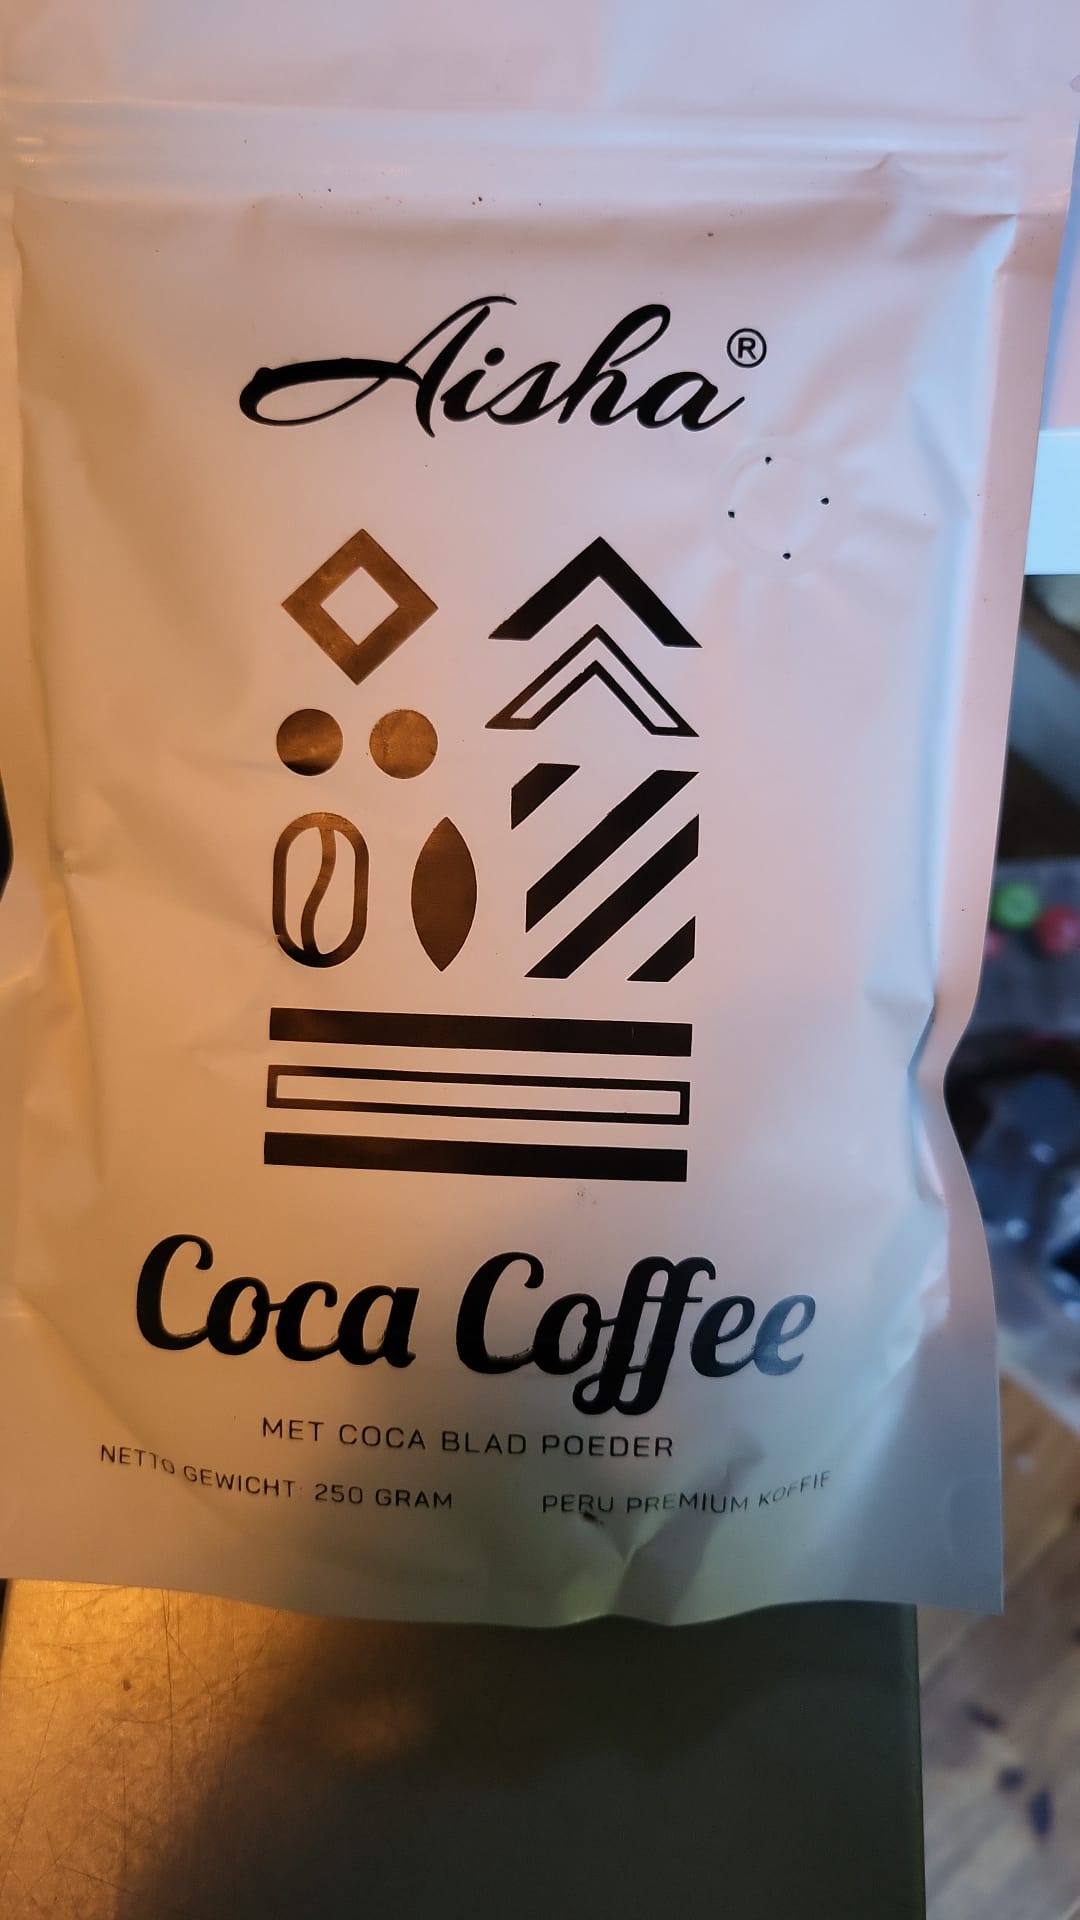 Aisha®
Coca Coffee
MET COCA BLAD POEDER
NETTO GEWICHT: 250 GRAM
PERU PREMIUM KOFFIE